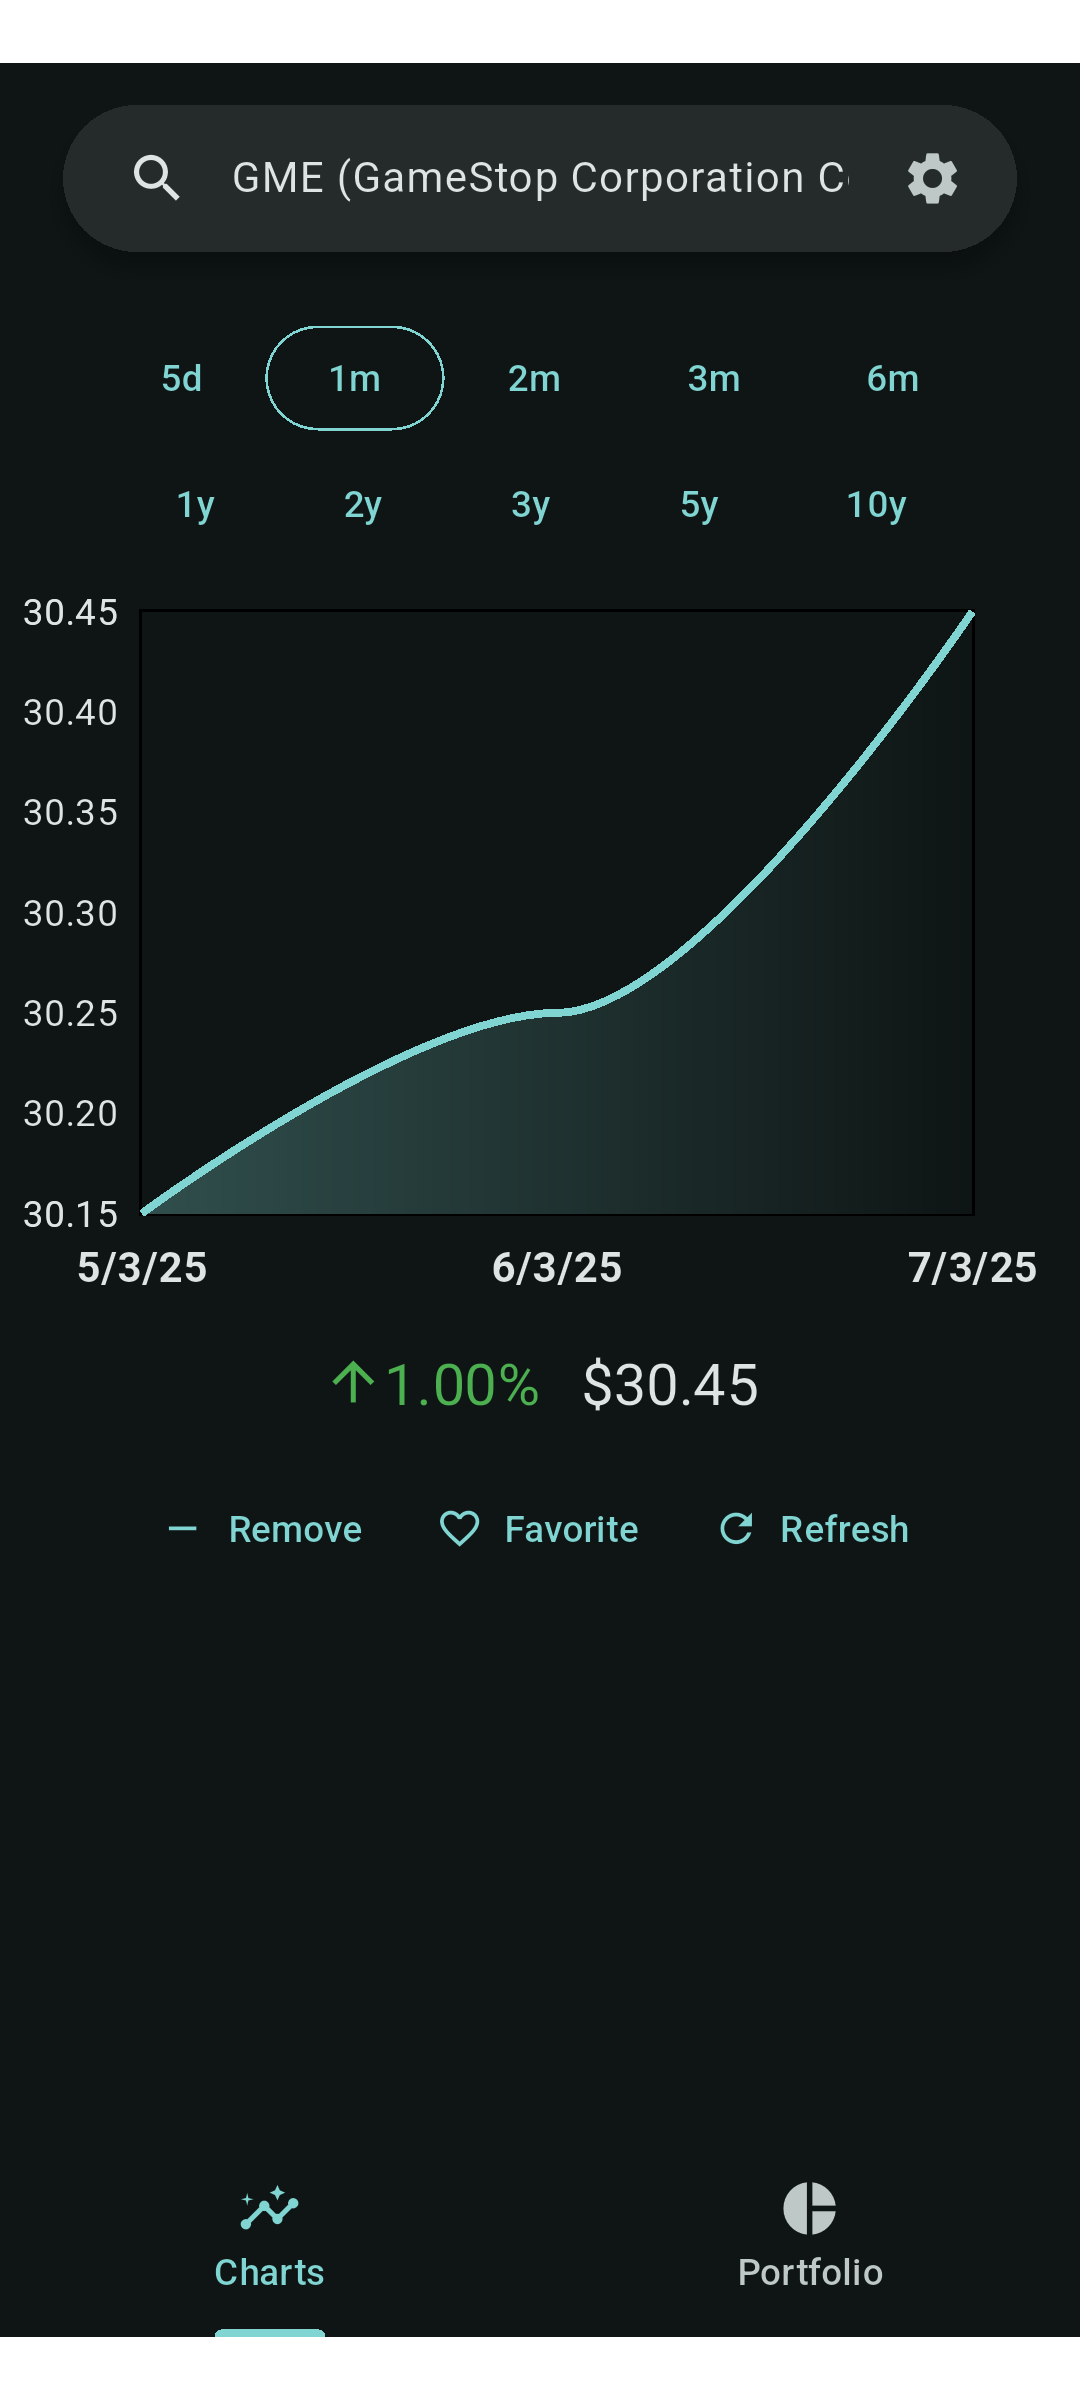 GME (GameStop Corporation C
5d 1m 2m 3m 6m
1y 2y 3y 5y 10y
30.45
30.40
30.35
30.30
30.25
30.20
30.15
5/3/25 6/3/25 7/3/25
↑1.00% $30.45
Remove Favorite Refresh
Charts Portfolio